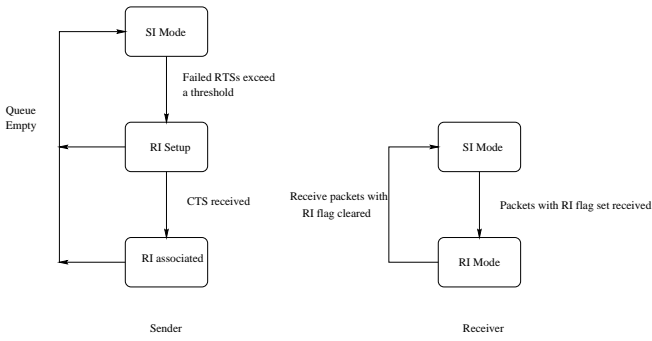 SI Mode
Failed RTSs exceed
a threshold
Queue
Empty
RI Setup
CTS received
RI associated
Sender
SI Mode
Receive packets with
RI flag cleared
Packets with RI flag set received
RI Mode
Receiver